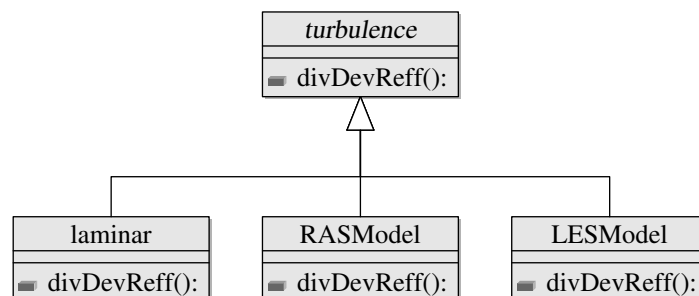 turbulence
divDevReff():
laminar
RASModel
LESModel
divDevReff():
divDevReff():
divDevReff():